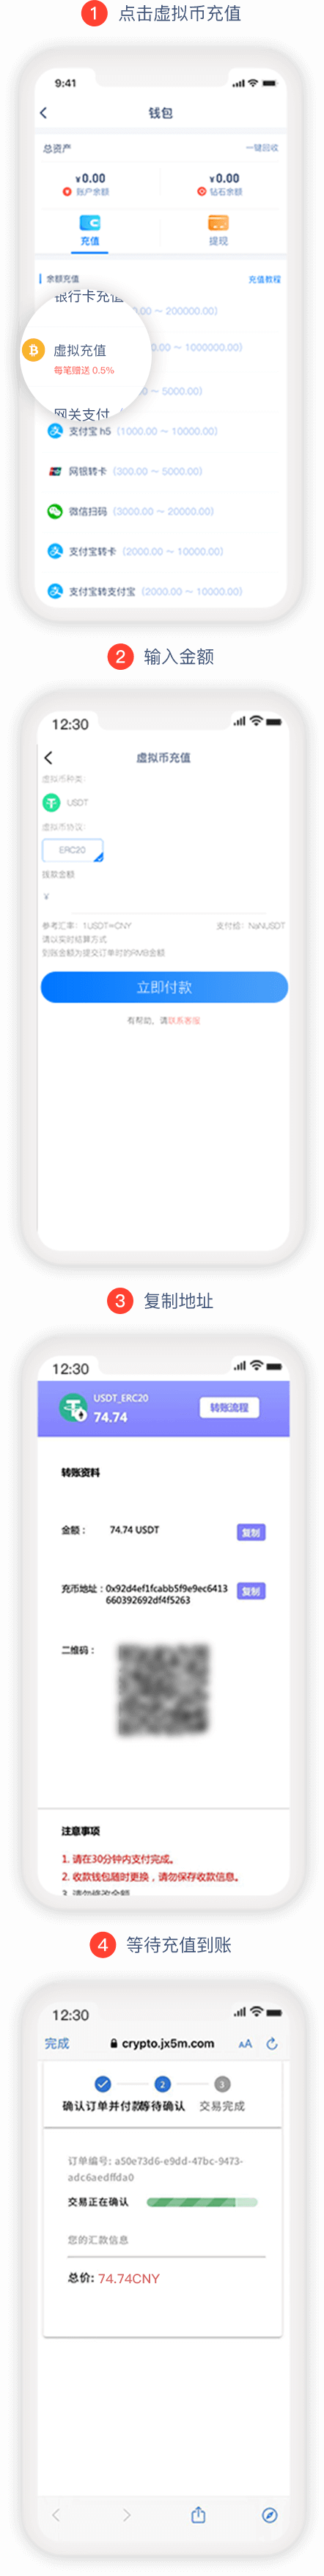 1 点击虚拟币充值
9:41
钱包
总资产 一键回收
¥0.00 ¥0.00
账户余额 钻石余额
充值 提现
余额充值 充值教程
银行卡充值 0.00 ~ 200000.00)
虚拟充值 0.00 ~ 1000000.00)
每笔赠送 0.5%
网关支付 ~ 5000.00)
支付宝 h5 (1000.00 ~ 10000.00)
网银转卡 (300.00 ~ 5000.00)
微信扫码 (3000.00 ~ 20000.00)
支付宝转卡 (2000.00 ~ 10000.00)
支付宝转支付宝 (2000.00 ~ 10000.00)
2 输入金额
12:30
虚拟币充值
虚拟币种类:
USDT
虚拟币协议:
ERC20
拨款金额
¥
参考汇率: 1USDT=CNY 支付给: NaNUSDT
请以实时结算方式
到账金额为提交订单时的RMB金额
立即付款
有帮助, 请联系客服
3 复制地址
12:30
USDT_ERC20
74.74
转账流程
转账资料
金额: 74.74 USDT 复制
充币地址: 0x92d4ef1fcabb5f9e9ec6413 复制
660392692df4f5263
二维码:
注意事项
1. 请在30分钟内支付完成。
2. 收款钱包随时更换,请勿保存收款信息。
3. 请勿修改金额
4 等待充值到账
12:30
完成 crypto.jx5m.com AA
2 3
确认订单并付款 等待确认 交易完成
订单编号: a50e73d6-e9dd-47bc-9473-
adc6aedffda0
交易正在确认
您的汇款信息
总价: 74.74CNY